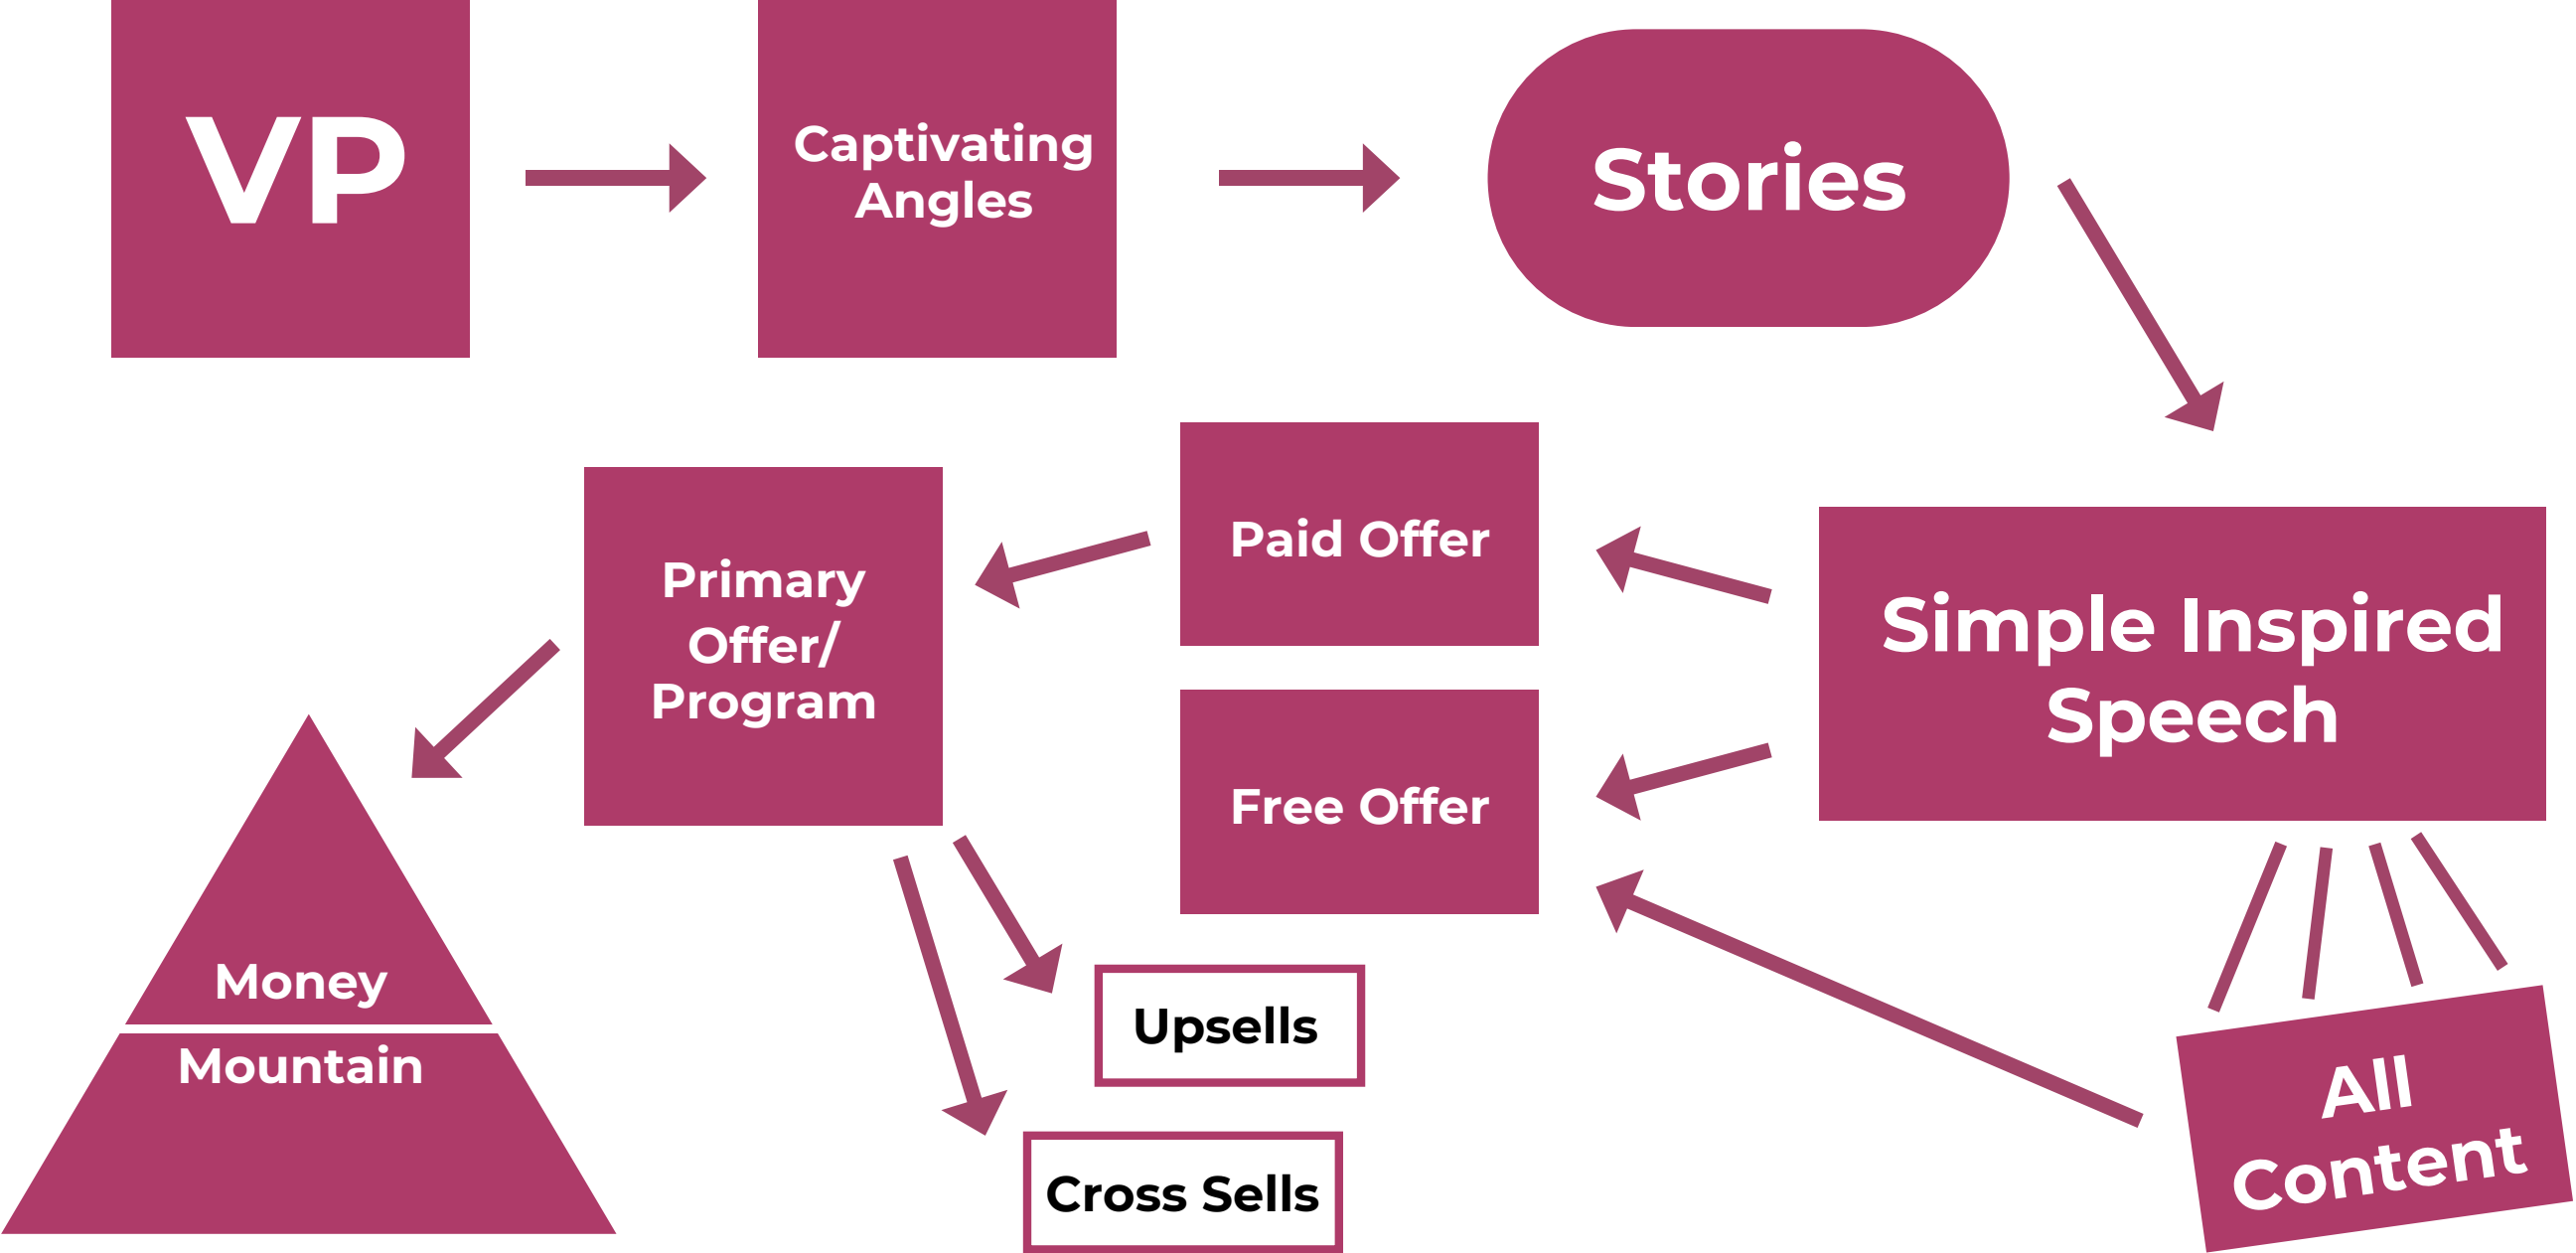 VP
Captivating
Angles
Stories
Simple Inspired
Speech
Paid Offer
Free Offer
Primary
Offer/
Program
Money
Mountain
Upsells
Cross Sells
All
Content